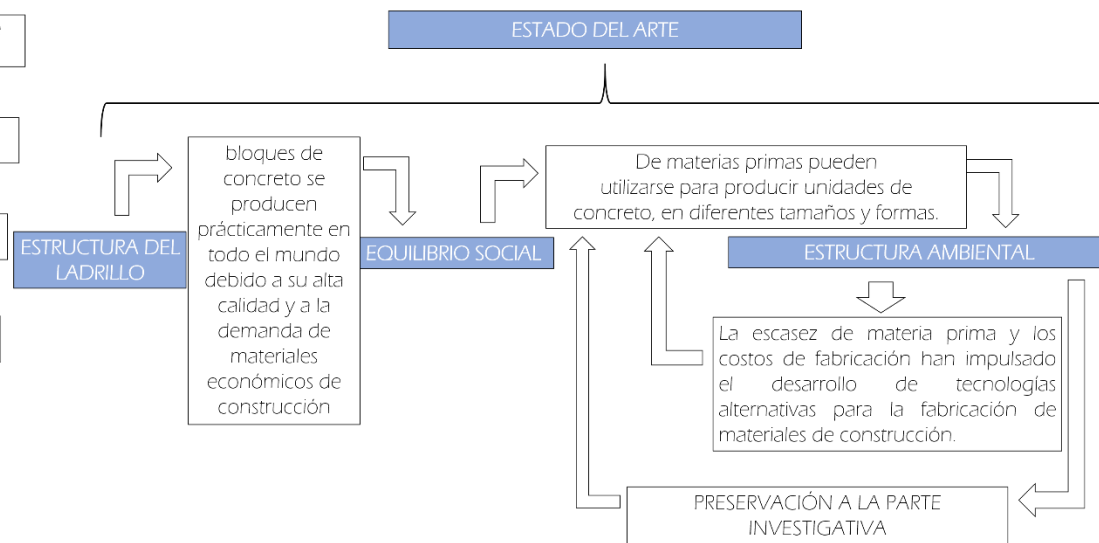 ESTADO DEL ARTE
ESTRUCTURA DEL
LADRILLO
bloques de
concreto se
producen
prácticamente en
todo el mundo
debido a su alta
calidad y a la
demanda de
materiales
económicos de
construcción
EQUILIBRIO SOCIAL
De materias primas pueden
utilizarse para producir unidades de
concreto, en diferentes tamaños y formas.
ESTRUCTURA AMBIENTAL
La escasez de materia prima y los
costos de fabricación han impulsado
el desarrollo de tecnologías
alternativas para la fabricación de
materiales de construcción.
PRESERVACIÓN A LA PARTE
INVESTIGATIVA